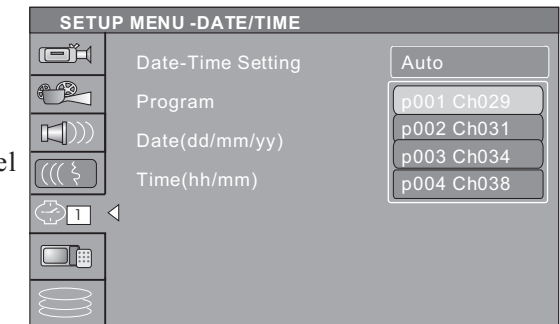 SETUP MENU -DATE/TIME
Date-Time Setting Auto
Program p001 Ch029
p002 Ch031
Date(dd/mm/yy)
p003 Ch034
el
Time(hh/mm) p004 Ch038
1